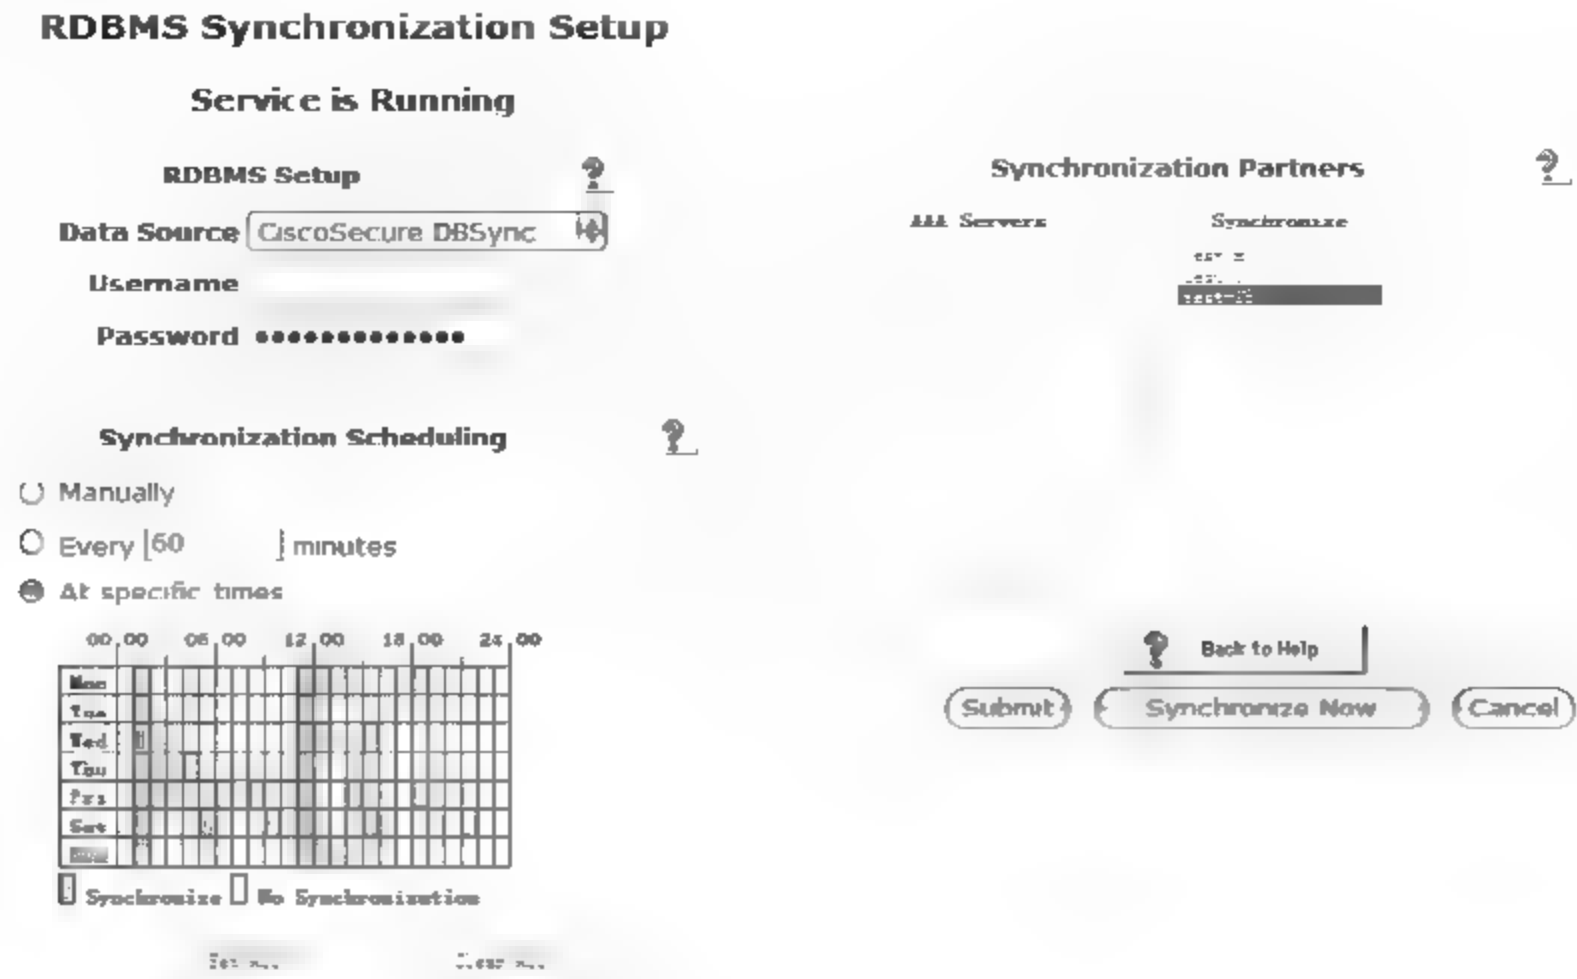 RDBMS Synchronization Setup
Service is Running
RDBMS Setup ?
Data Source CiscoSecure DBSync
Username
Password •••••••••••••
Synchronization Scheduling ?
Manually
Every 60 minutes
At specific times
00:00 06:00 12:00 18:00 24:00
Mon
Tue
Wed
Thu
Fri
Sat
Synchronize No Synchronization
Synchronization Partners ?
AAA Servers Synchronize
? Back to Help
Submit Synchronize Now Cancel